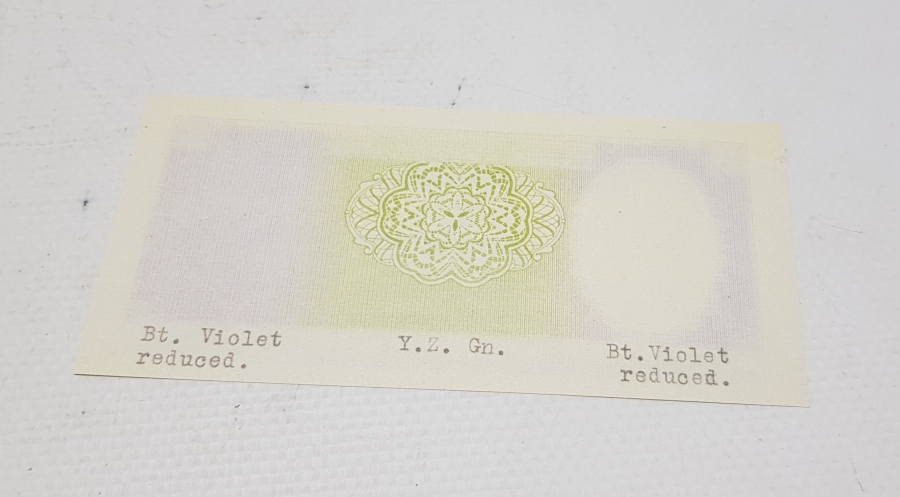 Bt. Violet
reduced.
Y.Z. Gn.
Bt.Violet
reduced.